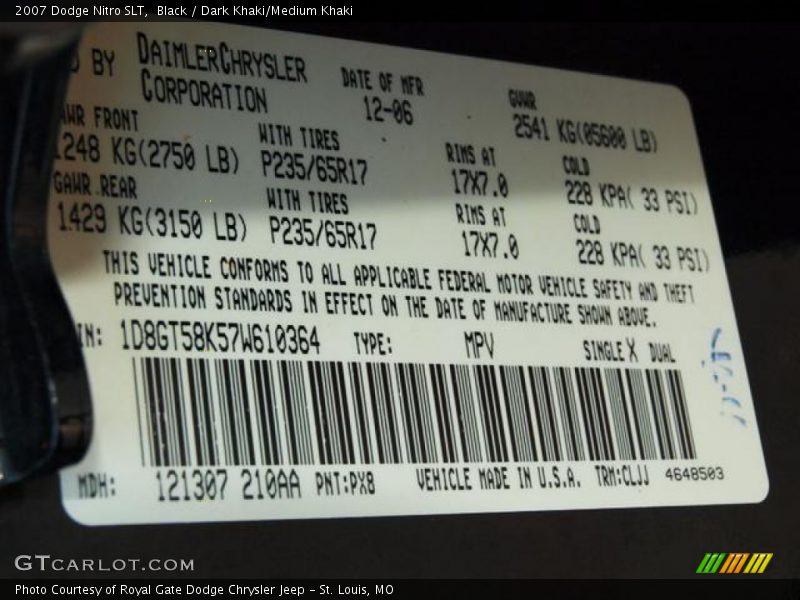 2007 Dodge Nitro SLT,  Black / Dark Khaki/Medium Khaki
BY DAIMLERCHRYSLER CORPORATION
DATE OF MFR 12-06
GVWR 2541 KG(05600 LB)
GAWR FRONT WITH TIRES RIMS AT COLD
1248 KG(2750 LB) P235/65R17 17X7.0 228 KPA( 33 PSI)
GAWR REAR WITH TIRES RIMS AT COLD
1429 KG(3150 LB) P235/65R17 17X7.0 228 KPA( 33 PSI)
THIS VEHICLE CONFORMS TO ALL APPLICABLE FEDERAL MOTOR VEHICLE SAFETY AND THEFT
PREVENTION STANDARDS IN EFFECT ON THE DATE OF MANUFACTURE SHOWN ABOVE.
IN: 1D8GT58K57W610364 TYPE: MPV SINGLE X DUAL
MDH: 121307 210AA PNT:PX8 VEHICLE MADE IN U.S.A. TRM:CLJJ 4648503
GTCARLOT.COM
Photo Courtesy of Royal Gate Dodge Chrysler Jeep - St. Louis, MO